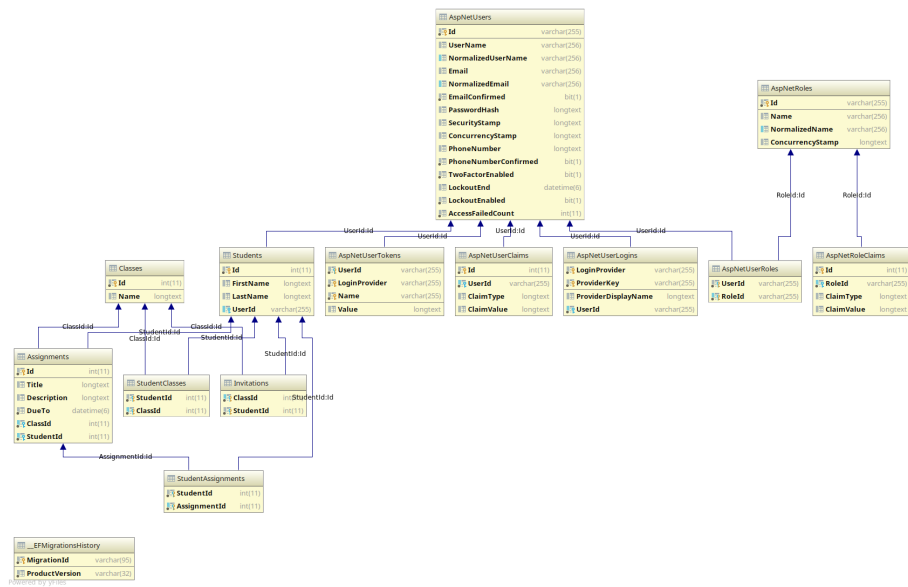 AspNetUsers
Id varchar(255)
UserName varchar(256)
NormalizedUserName varchar(256)
Email varchar(256)
NormalizedEmail varchar(256)
EmailConfirmed bit(1)
PasswordHash longtext
SecurityStamp longtext
ConcurrencyStamp longtext
PhoneNumber longtext
PhoneNumberConfirmed bit(1)
TwoFactorEnabled bit(1)
LockoutEnd datetime(6)
LockoutEnabled bit(1)
AccessFailedCount int(11)
AspNetRoles
Id varchar(255)
Name varchar(256)
NormalizedName varchar(256)
ConcurrencyStamp longtext
RoleId:Id
RoleId:Id
UserId:Id
UserId:Id
UserId:Id
UserId:Id
UserId:Id
Classes
Id int(11)
Name longtext
Students
Id int(11)
FirstName longtext
LastName longtext
UserId varchar(255)
AspNetUserTokens
UserId varchar(255)
LoginProvider varchar(255)
Name varchar(255)
Value longtext
AspNetUserClaims
Id int(11)
UserId varchar(255)
ClaimType longtext
ClaimValue longtext
AspNetUserLogins
LoginProvider varchar(255)
ProviderKey varchar(255)
ProviderDisplayName longtext
UserId varchar(255)
AspNetUserRoles
UserId varchar(255)
RoleId varchar(255)
AspNetRoleClaims
Id int(11)
RoleId varchar(255)
ClaimType longtext
ClaimValue longtext
ClassId:Id
StudentId:Id
ClassId:Id
ClassId:Id
StudentId:Id
StudentId:Id
StudentId:Id
Assignments
Id int(11)
Title longtext
Description longtext
DueTo datetime(6)
ClassId int(11)
StudentId int(11)
StudentClasses
StudentId int(11)
ClassId int(11)
Invitations
ClassId
StudentId int(11)
AssignmentId:Id
StudentAssignments
StudentId int(11)
AssignmentId int(11)
__EFMigrationsHistory
MigrationId varchar(95)
ProductVersion varchar(32)
Powered by yFiles